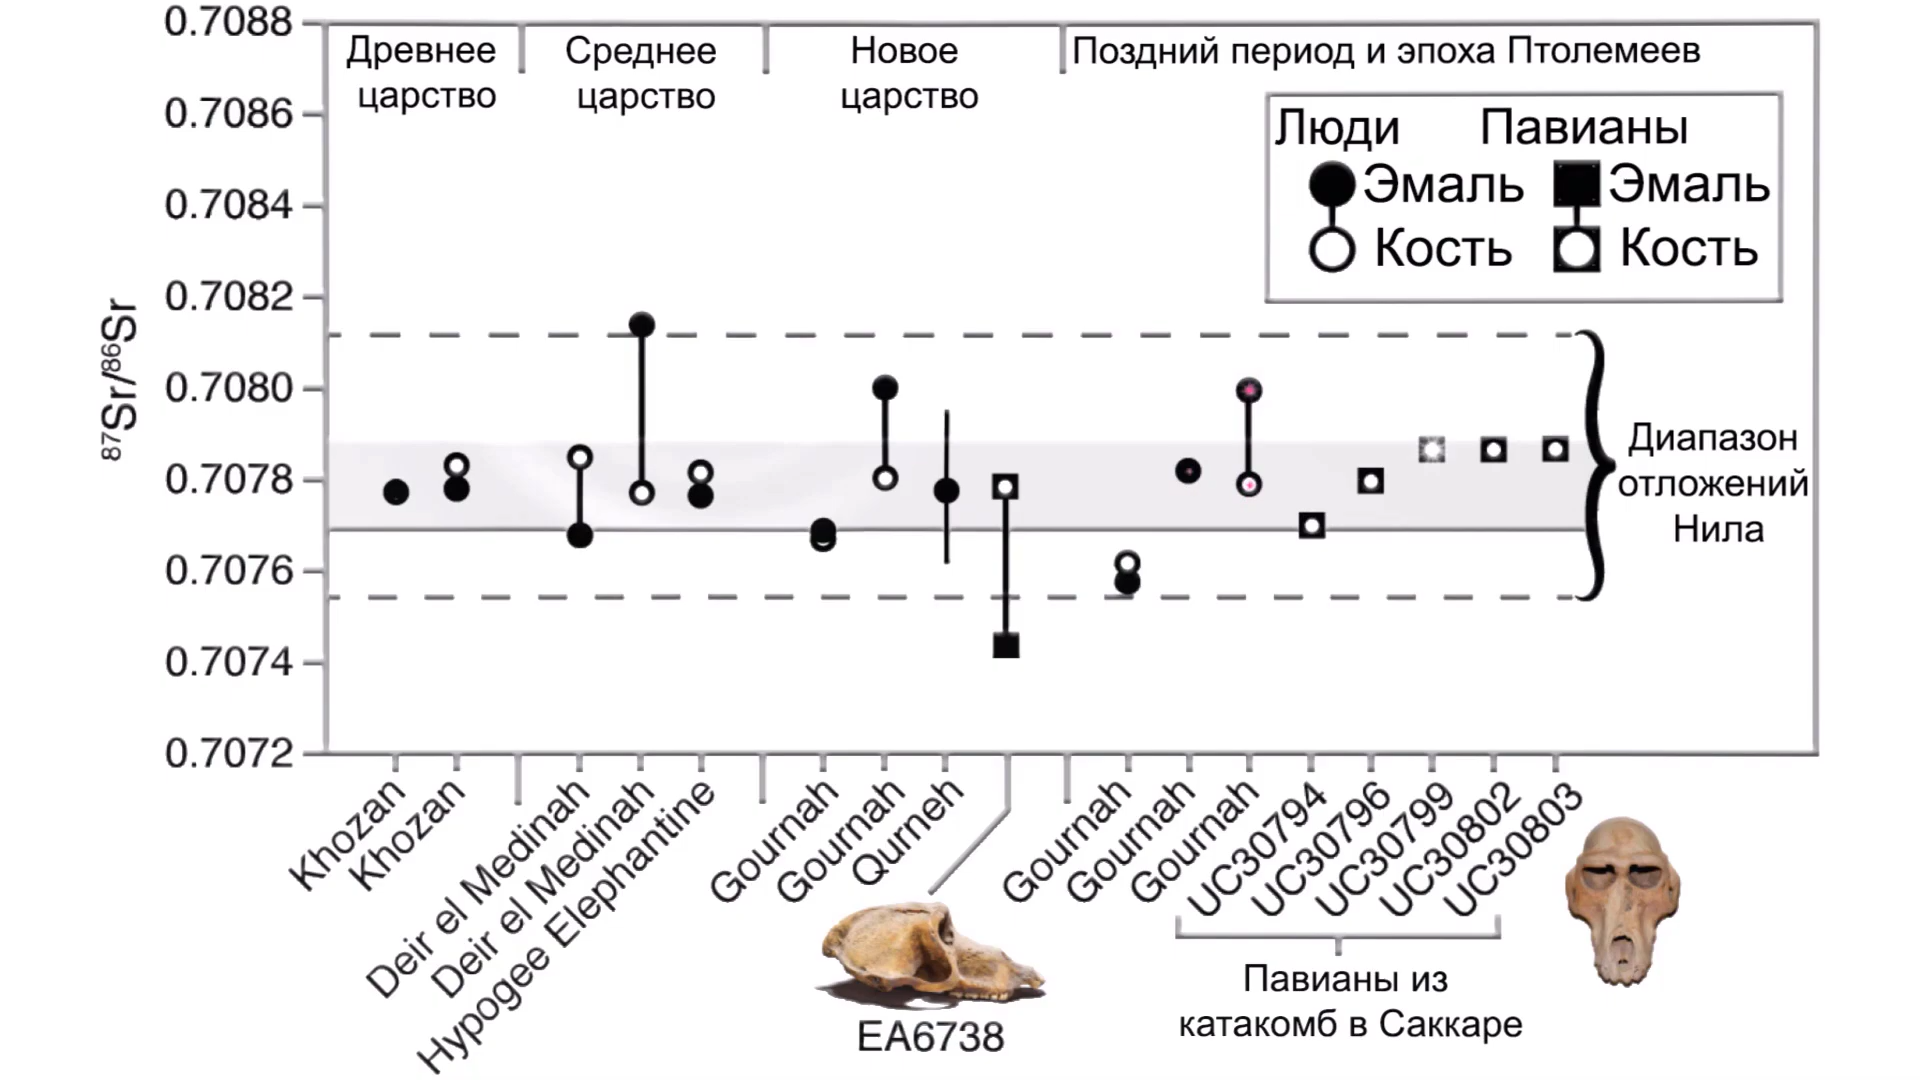 0.7088
0.7086
0.7084
0.7082
0.7080
0.7078
0.7076
0.7074
0.7072
87Sr/86Sr
Древнее
царство
Среднее
царство
Новое
царство
Поздний период и эпоха Птолемеев
Люди Павианы
Эмаль Эмаль
Кость Кость
Диапазон
отложений
Нила
Khozan
Khozan
Deir el Medinah
Deir el Medinah
Hypogee Elephantine
Gournah
Gournah
Qurneh
EA6738
Gournah
Gournah
Gournah
UC30794
UC30796
UC30799
UC30802
UC30803
Павианы из
катакомб в Саккаре